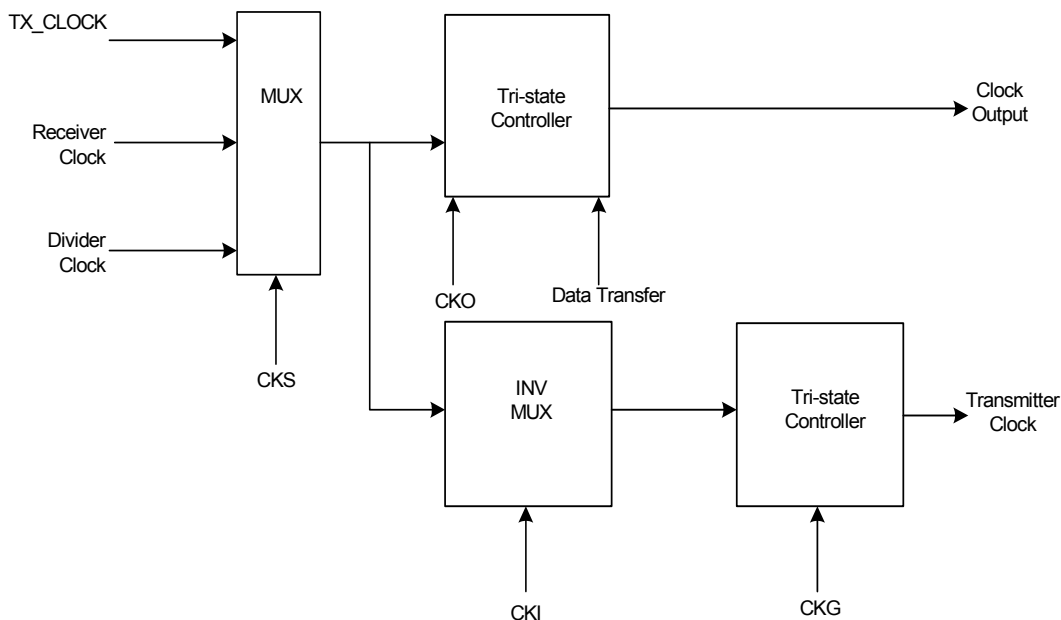 TX_CLOCK
MUX
Receiver
Clock
Divider
Clock
CKS
Tri-state
Controller
Clock
Output
CKO
Data Transfer
INV
MUX
Tri-state
Controller
Transmitter
Clock
CKI
CKG